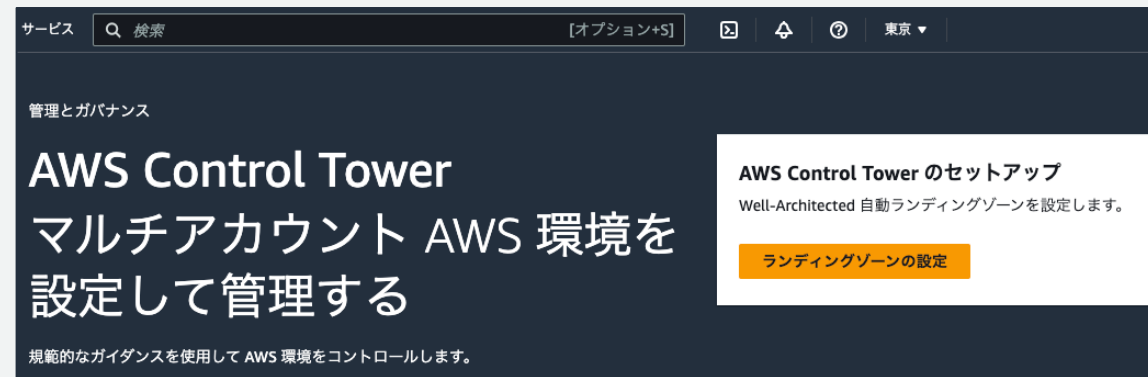 サービス 検索 [オプション+S] 東京 ▼
管理とガバナンス
AWS Control Tower
マルチアカウント AWS 環境を
設定して管理する
規範的なガイダンスを使用して AWS 環境をコントロールします。
AWS Control Tower のセットアップ
Well-Architected 自動ランディングゾーンを設定します。
ランディングゾーンの設定